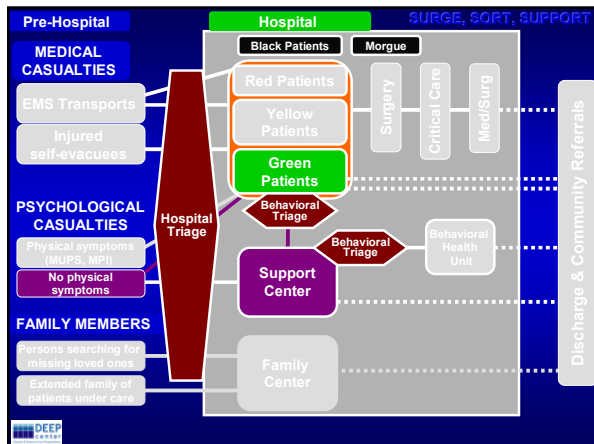 Pre-Hospital
Hospital
SURGE, SORT, SUPPORT
Black Patients
Morgue
MEDICAL
CASUALTIES
EMS Transports
Injured
self-evacuees
Red Patients
Yellow
Patients
Green
Patients
Surgery
Critical Care
Med/Surg
Hospital
Triage
PSYCHOLOGICAL
CASUALTIES
Physical symptoms
(MUPS, MPI)
No physical
symptoms
Behavioral
Triage
Behavioral
Triage
Behavioral
Health
Unit
Support
Center
FAMILY MEMBERS
Persons searching for
missing loved ones
Extended family of
patients under care
Family
Center
Discharge & Community Referrals
DEEP
center